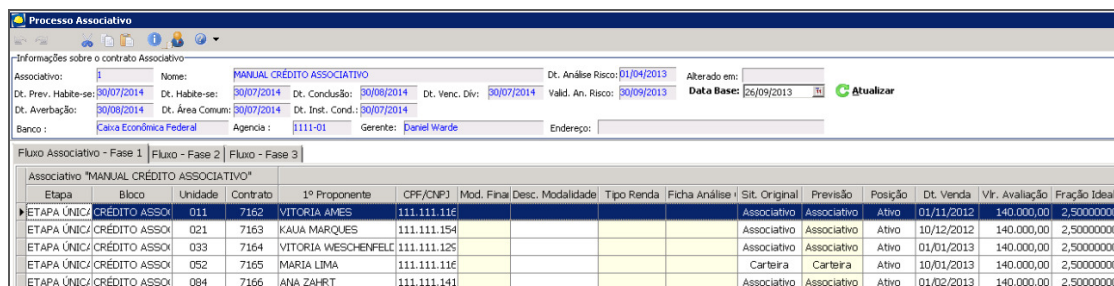 Processo Associativo
Informações sobre o contrato Associativo
Associativo: 1 Nome: MANUAL CRÉDITO ASSOCIATIVO Dt. Análise Risco: 01/04/2013 Alterado em:
Dt. Prev. Habite-se: 30/07/2014 Dt. Habite-se: 30/07/2014 Dt. Conclusão: 30/08/2014 Dt. Venc. Dív: 30/07/2014 Valid. An. Risco: 30/09/2013 Data Base: 26/09/2013 Atualizar
Dt. Averbação: 30/08/2014 Dt. Área Comum: 30/07/2014 Dt. Inst. Cond.: 30/07/2014
Banco : Caixa Econômica Federal Agencia : 1111-01 Gerente: Daniel Warde Endereço:
Fluxo Associativo - Fase 1 Fluxo - Fase 2 Fluxo - Fase 3
Associativo "MANUAL CRÉDITO ASSOCIATIVO"
Etapa Bloco Unidade Contrato 1º Proponente CPF/CNPJ Mod. Finar Desc. Modalidade Tipo Renda Ficha Análise Sit. Original Previsão Posição Dt. Venda Vlr. Avaliação Fração Ideal
ETAPA ÚNICA CRÉDITO ASSO 011 7162 VITORIA AMES 111.111.116 Associativo Associativo Ativo 01/11/2012 140.000,00 2,50000000
ETAPA ÚNICA CRÉDITO ASSO 021 7163 KAUA MARQUES 111.111.154 Associativo Associativo Ativo 10/12/2012 140.000,00 2,50000000
ETAPA ÚNICA CRÉDITO ASSO 033 7164 VITORIA WESCHENFELD 111.111.129 Associativo Associativo Ativo 01/01/2013 140.000,00 2,50000000
ETAPA ÚNICA CRÉDITO ASSO 052 7165 MARIA LIMA 111.111.116 Carteira Carteira Ativo 10/01/2013 140.000,00 2,50000000
ETAPA ÚNICA CRÉDITO ASSO 084 7166 ANA ZAHRT 111.111.141 Associativo Associativo Ativo 01/02/2013 140.000,00 2,50000000